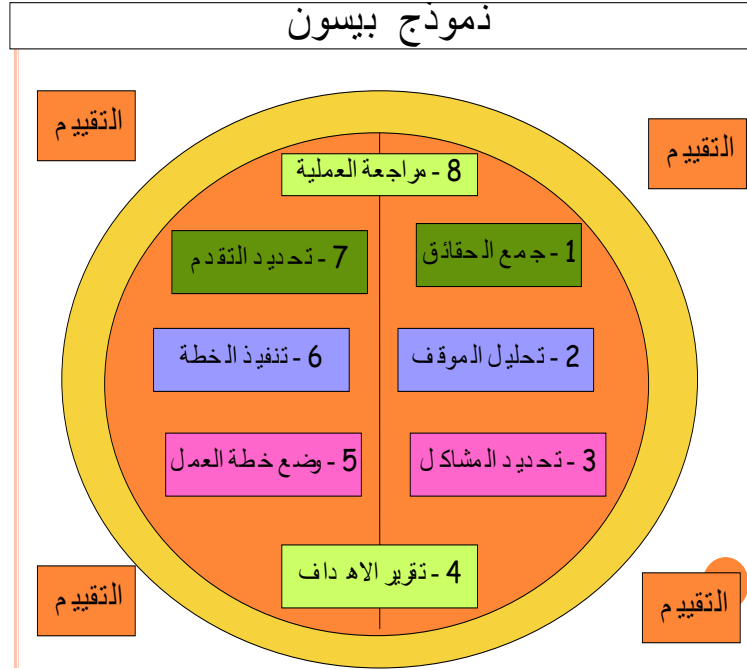 نموذج بيسون
التقييم
التقييم
8 - مراجعة العملية
1 - جمع الحقائق
7 - تحديد التقدم
2 - تحليل الموقف
6 - تنفيذ الخطة
3 - تحديد المشاكل
5 - وضع خطة العمل
4 - تقرير الاهداف
التقييم
التقييم